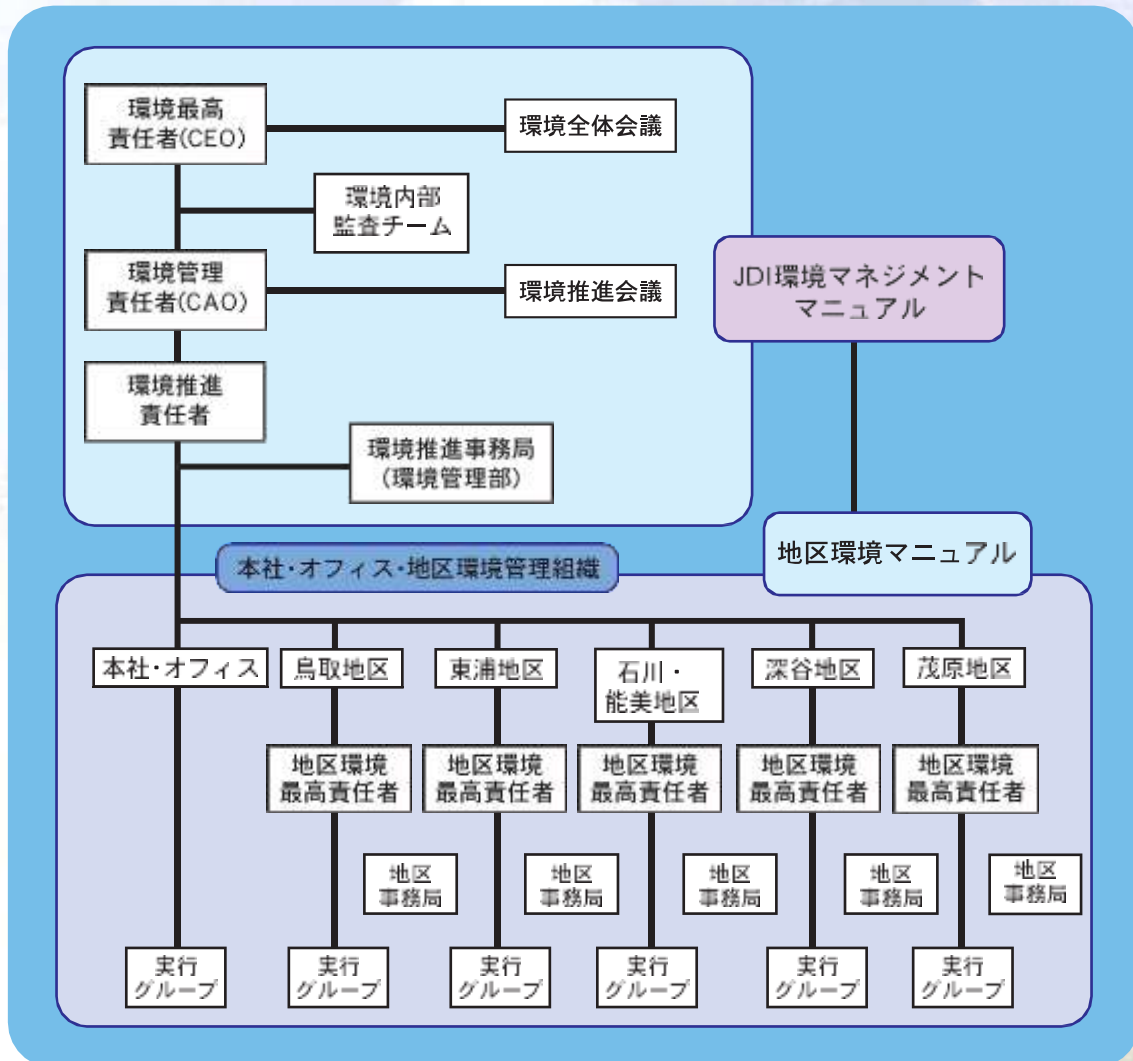 環境最高
責任者(CEO)
環境全体会議
環境内部
監査チーム
環境管理
責任者(CAO)
環境推進会議
JDI環境マネジメント
マニュアル
環境推進
責任者
環境推進事務局
(環境管理部)
地区環境マニュアル
本社・オフィス・地区環境管理組織
本社・オフィス
鳥取地区
東浦地区
石川・
能美地区
深谷地区
茂原地区
地区環境
最高責任者
地区環境
最高責任者
地区環境
最高責任者
地区環境
最高責任者
地区環境
最高責任者
地区
事務局
地区
事務局
地区
事務局
地区
事務局
地区
事務局
実行
グループ
実行
グループ
実行
グループ
実行
グループ
実行
グループ
実行
グループ